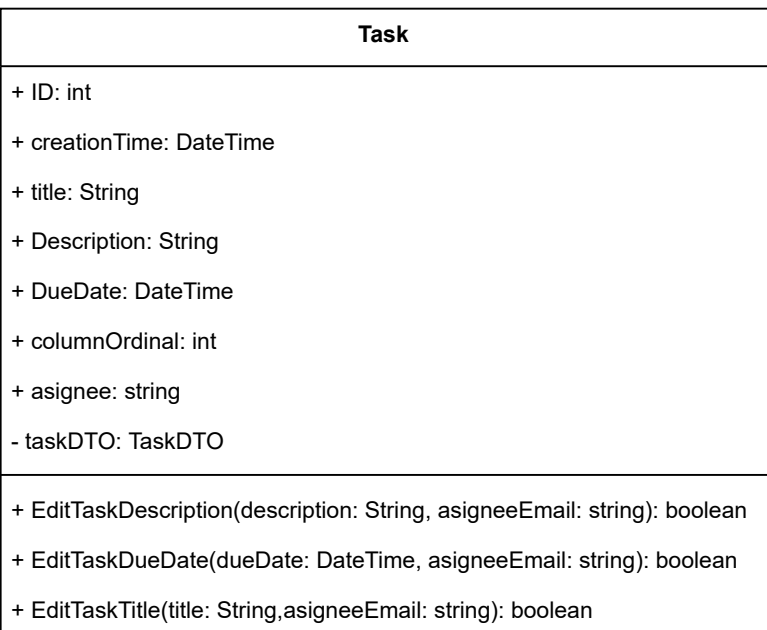 Task
+ ID: int
+ creationTime: DateTime
+ title: String
+ Description: String
+ DueDate: DateTime
+ columnOrdinal: int
+ asignee: string
- taskDTO: TaskDTO
+ EditTaskDescription(description: String, asigneeEmail: string): boolean
+ EditTaskDueDate(dueDate: DateTime, asigneeEmail: string): boolean
+ EditTaskTitle(title: String,asigneeEmail: string): boolean